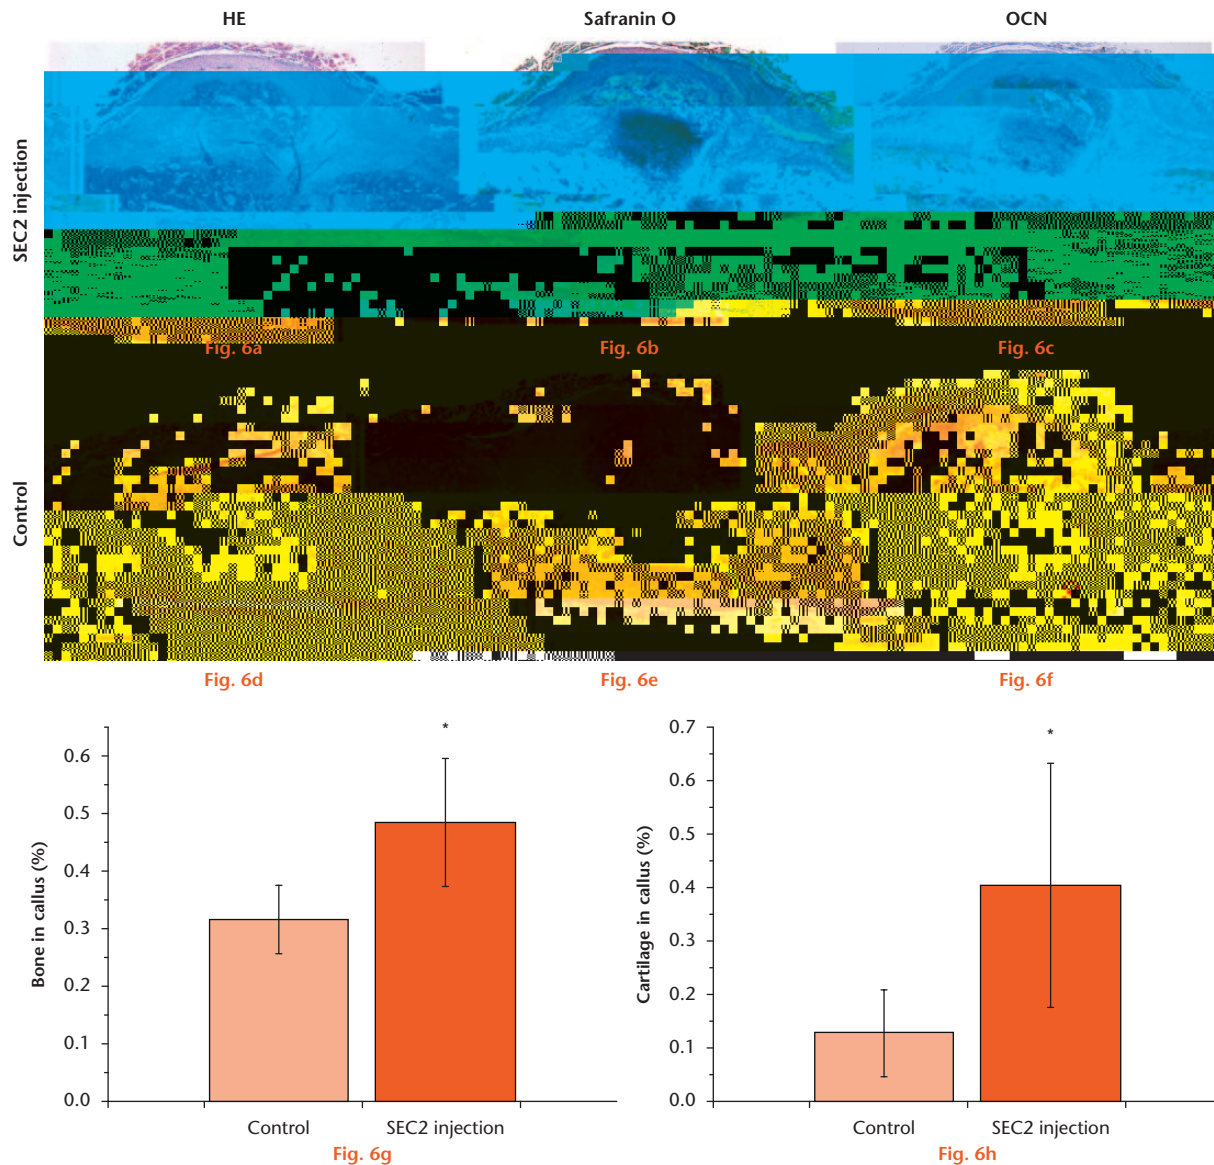 HE
Safranin O
OCN
SEC2 injection
Fig. 6a
Fig. 6b
Fig. 6c
Control
Fig. 6d
Fig. 6e
Fig. 6f
Bone in callus (%)
0.6
0.5
0.4
0.3
0.2
0.1
0.0
*
Control
SEC2 injection
Fig. 6g
Cartilage in callus (%)
0.7
0.6
0.5
0.4
0.3
0.2
0.1
0.0
*
Control
SEC2 injection
Fig. 6h